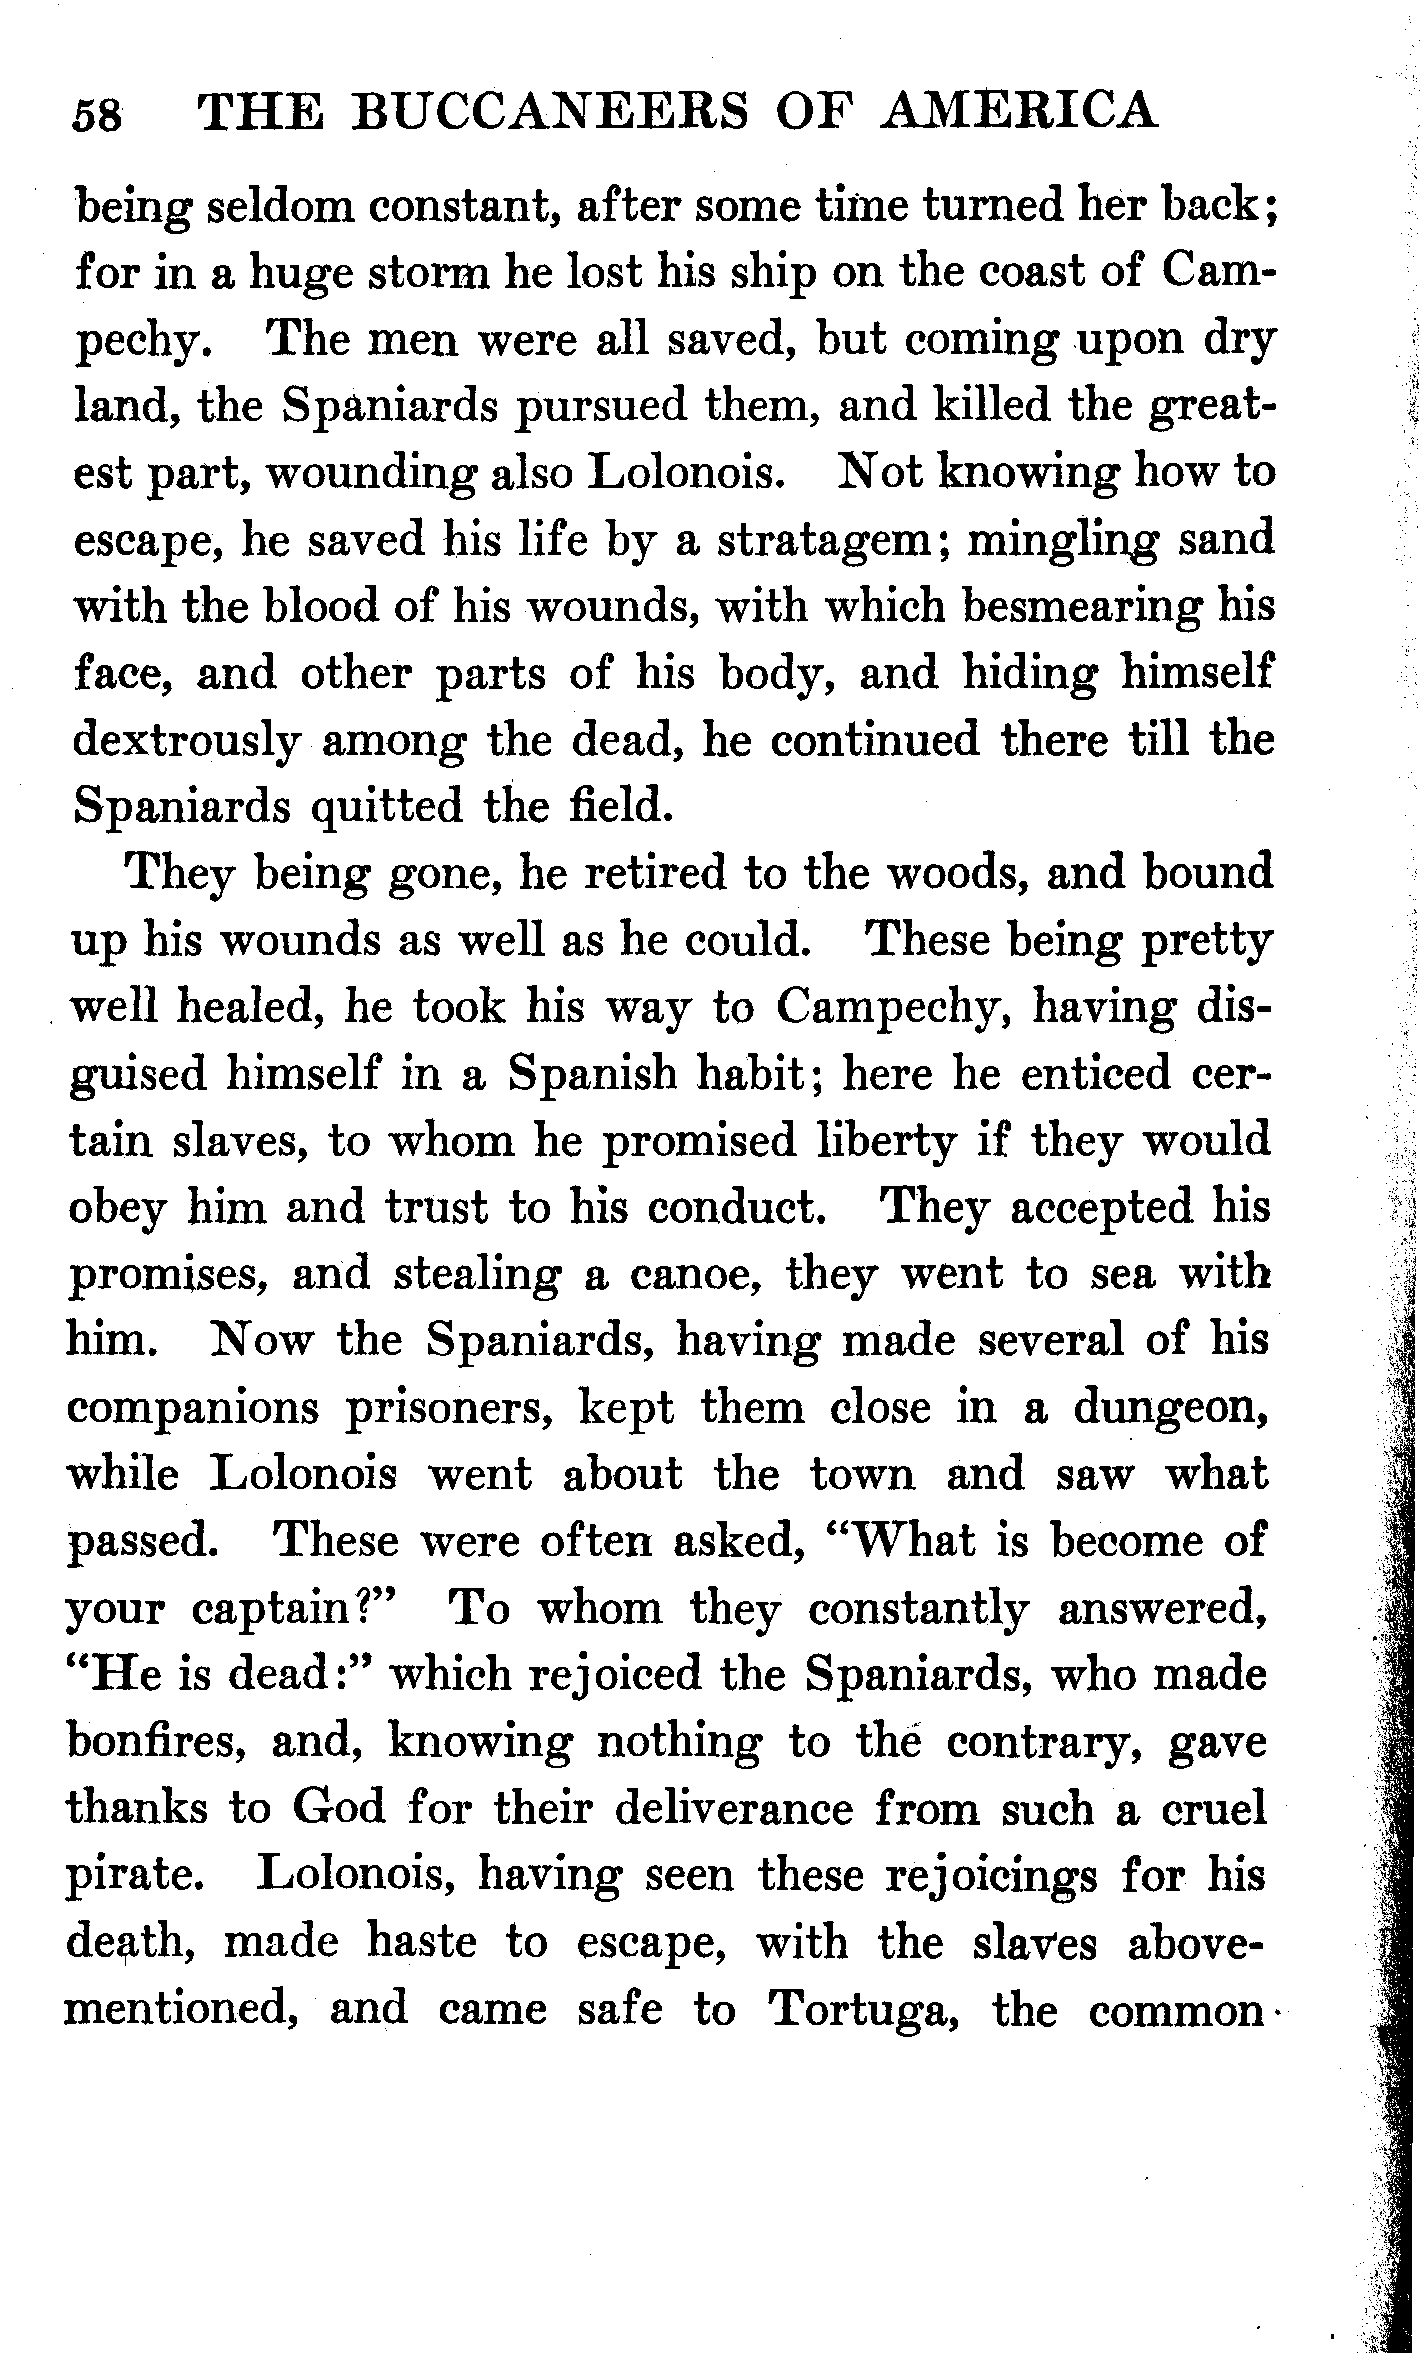 58 THE BUCCANEERS OF AMERICA
being seldom constant, after some time turned her back;
for in a huge storm he lost his ship on the coast of Cam-
pechy. The men were all saved, but coming upon dry
land, the Spaniards pursued them, and killed the great-
est part, wounding also Lolonois. Not knowing how to
escape, he saved his life by a stratagem; mingling sand
with the blood of his wounds, with which besmearing his
face, and other parts of his body, and hiding himself
dextrously among the dead, he continued there till the
Spaniards quitted the field.
They being gone, he retired to the woods, and bound
up his wounds as well as he could. These being pretty
well healed, he took his way to Campechy, having dis-
guised himself in a Spanish habit; here he enticed cer-
tain slaves, to whom he promised liberty if they would
obey him and trust to his conduct. They accepted his
promises, and stealing a canoe, they went to sea with
him. Now the Spaniards, having made several of his
companions prisoners, kept them close in a dungeon,
while Lolonois went about the town and saw what
passed. These were often asked, “What is become of
your captain?” To whom they constantly answered,
“He is dead:” which rejoiced the Spaniards, who made
bonfires, and, knowing nothing to the contrary, gave
thanks to God for their deliverance from such a cruel
pirate. Lolonois, having seen these rejoicings for his
death, made haste to escape, with the slaves above-
mentioned, and came safe to Tortuga, the common